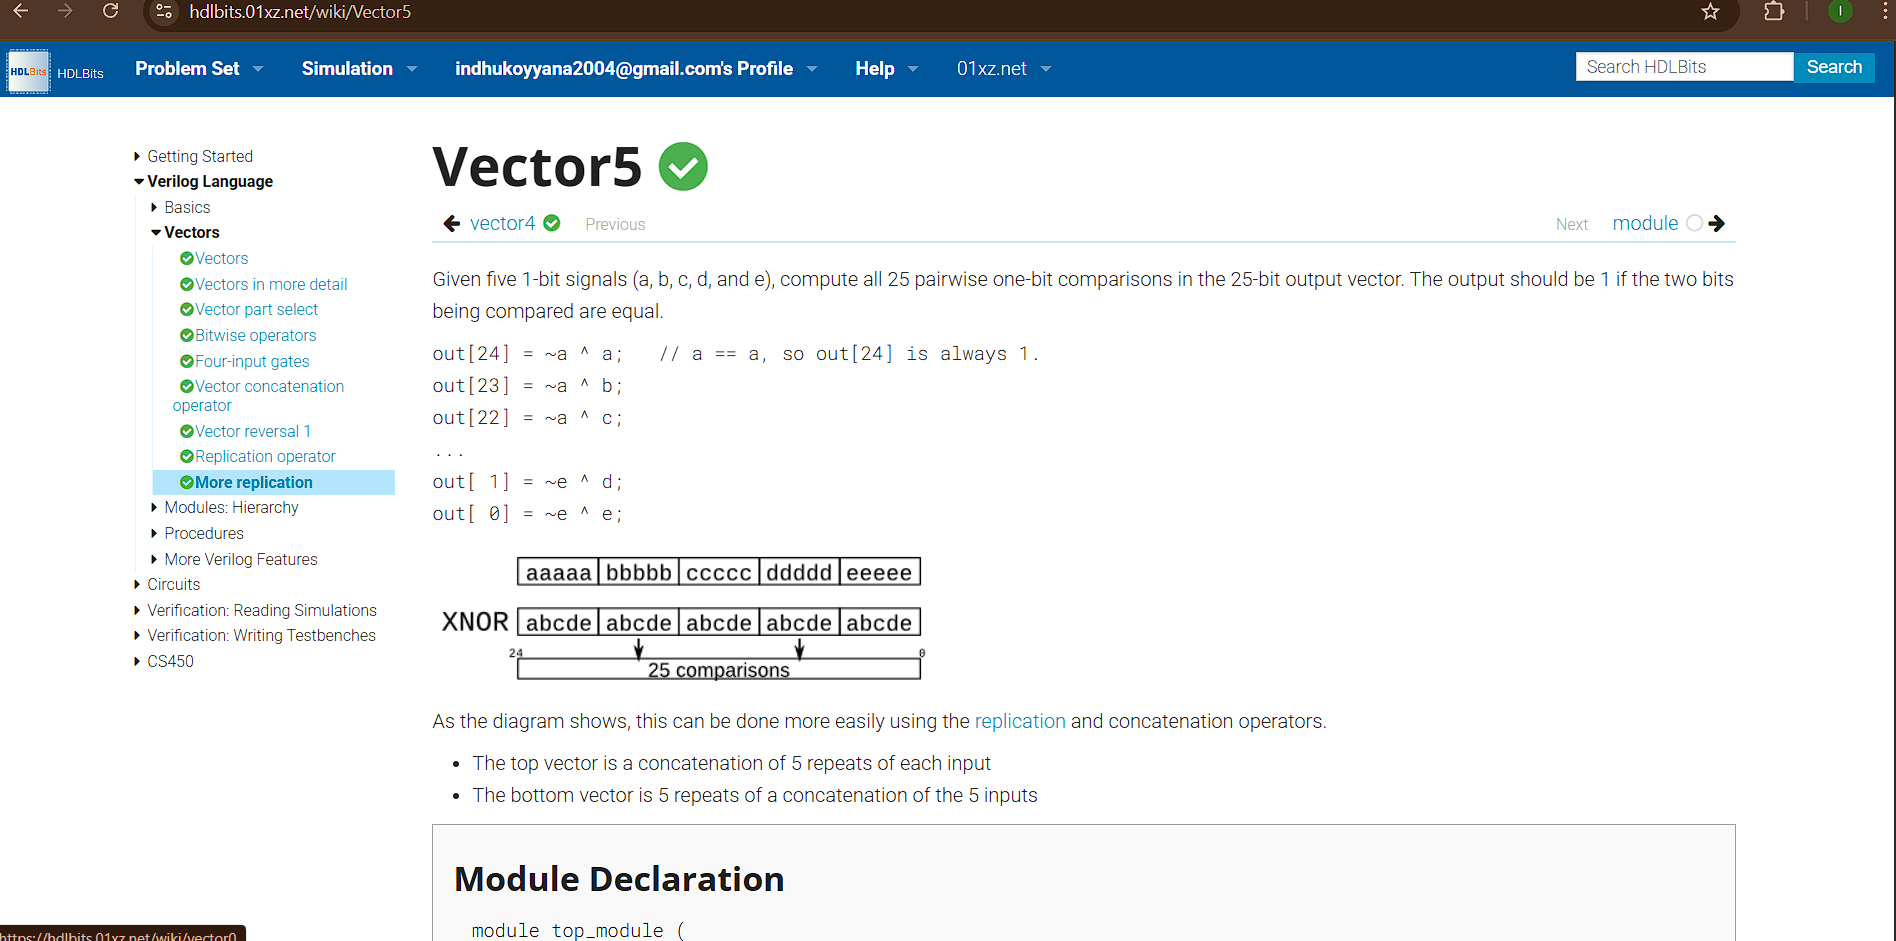 hdlbits.01xz.net/wiki/Vector5
I
HDLBits HDLBits Problem Set Simulation indhukoyyana2004@gmail.com's Profile Help 01xz.net Search HDLBits Search
Getting Started
Verilog Language
Basics
Vectors
Vectors
Vectors in more detail
Vector part select
Bitwise operators
Four-input gates
Vector concatenation
operator
Vector reversal 1
Replication operator
More replication
Modules: Hierarchy
Procedures
More Verilog Features
Circuits
Verification: Reading Simulations
Verification: Writing Testbenches
CS450
Vector5
vector4 Previous Next module
Given five 1-bit signals (a, b, c, d, and e), compute all 25 pairwise one-bit comparisons in the 25-bit output vector. The output should be 1 if the two bits
being compared are equal.
out[24] = ~a ^ a;   // a == a, so out[24] is always 1.
out[23] = ~a ^ b;
out[22] = ~a ^ c;
...
out[ 1] = ~e ^ d;
out[ 0] = ~e ^ e;
aaaaa bbbbb ccccc ddddd eeeee
XNOR abcde abcde abcde abcde abcde
24 0
25 comparisons
As the diagram shows, this can be done more easily using the replication and concatenation operators.
• The top vector is a concatenation of 5 repeats of each input
• The bottom vector is 5 repeats of a concatenation of the 5 inputs
Module Declaration
module top_module (
https://hdlbits.01xz.net/wiki/vector0